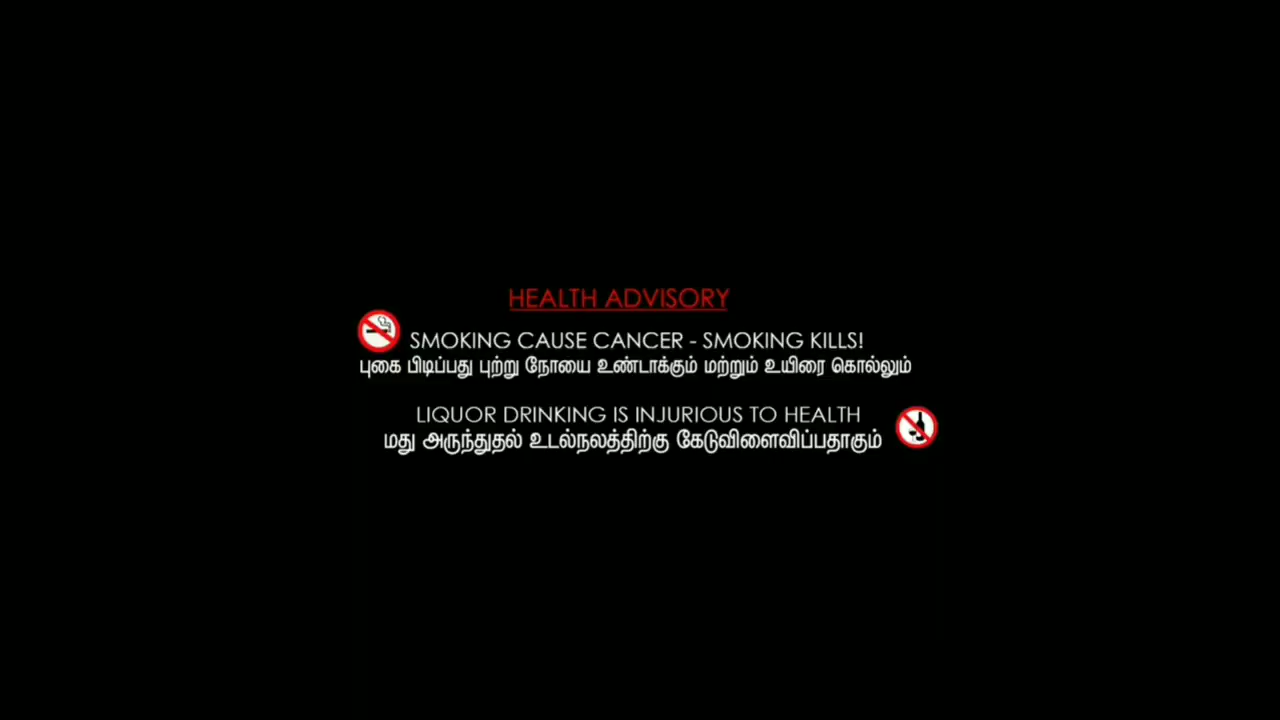 HEALTH ADVISORY
SMOKING CAUSE CANCER - SMOKING KILLS!
புகை பிடிப்பது புற்று நோயை உண்டாக்கும் மற்றும் உயிரை கொல்லும்
LIQUOR DRINKING IS INJURIOUS TO HEALTH
மது அருந்துதல் உடல்நலத்திற்கு கேடுவிளைவிப்பதாகும்